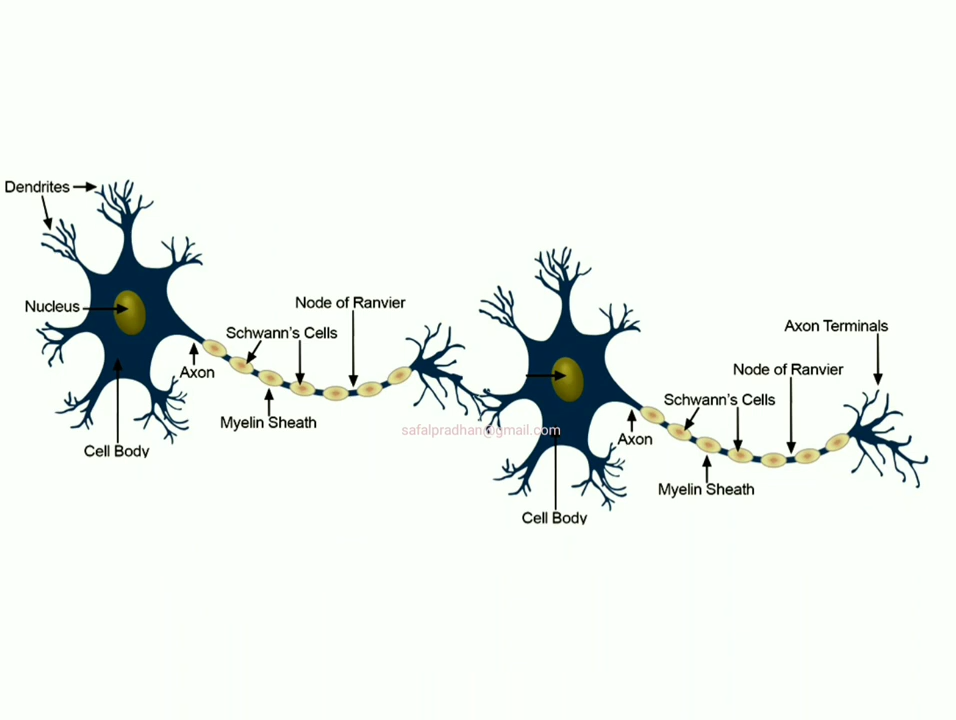 Dendrites
Nucleus
Node of Ranvier
Schwann's Cells
Axon
Myelin Sheath
Cell Body
Axon Terminals
Node of Ranvier
Schwann's Cells
safalpradhan@gmail.com
Axon
Myelin Sheath
Cell Body